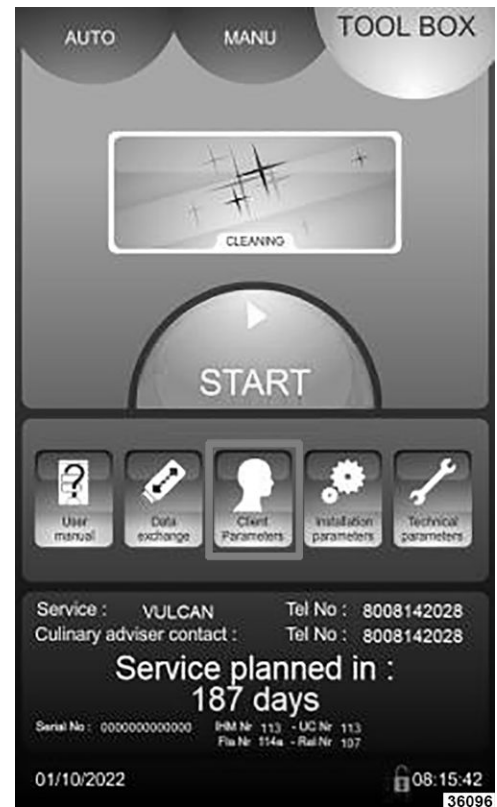 AUTO MANU TOOL BOX
CLEANING
START
User manual
Data exchange
Client Parameters
Installation parameters
Technical parameters
Service : VULCAN Tel No : 8008142028
Culinary adviser contact : Tel No : 8008142028
Service planned in :
187 days
Serial No : 0000000000000 IHM Nr 113 - UC Nr 113
Fla Nr 114a - Ral Nr 107
01/10/2022 08:15:42
36096